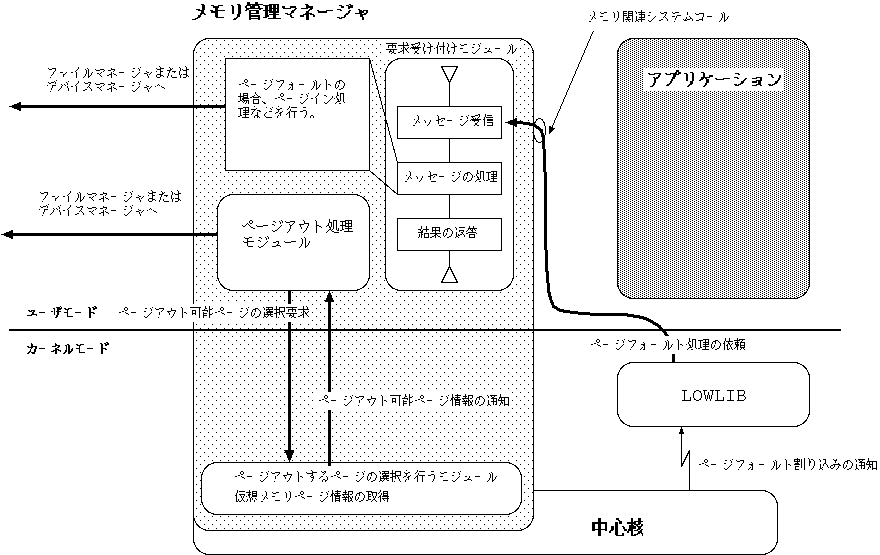 メモリ管理マネージャ
メモリ関連システムコール
要求受け付けモジュール
ファイルマネージャまたは
デバイスマネージャへ
ページフォールトの
場合、ページイン処
理などを行う。
アプリケーション
メッセージ受信
メッセージの処理
ファイルマネージャまたは
デバイスマネージャへ
ページアウト処理
モジュール
結果の返答
ユーザモード
ページアウト可能ページの選択要求
カーネルモード
ページフォールト処理の依頼
LOWLIB
ページアウト可能ページ情報の通知
ページフォールト割り込みの通知
ページアウトするページの選択を行うモジュール
仮想メモリページ情報の取得
中心核